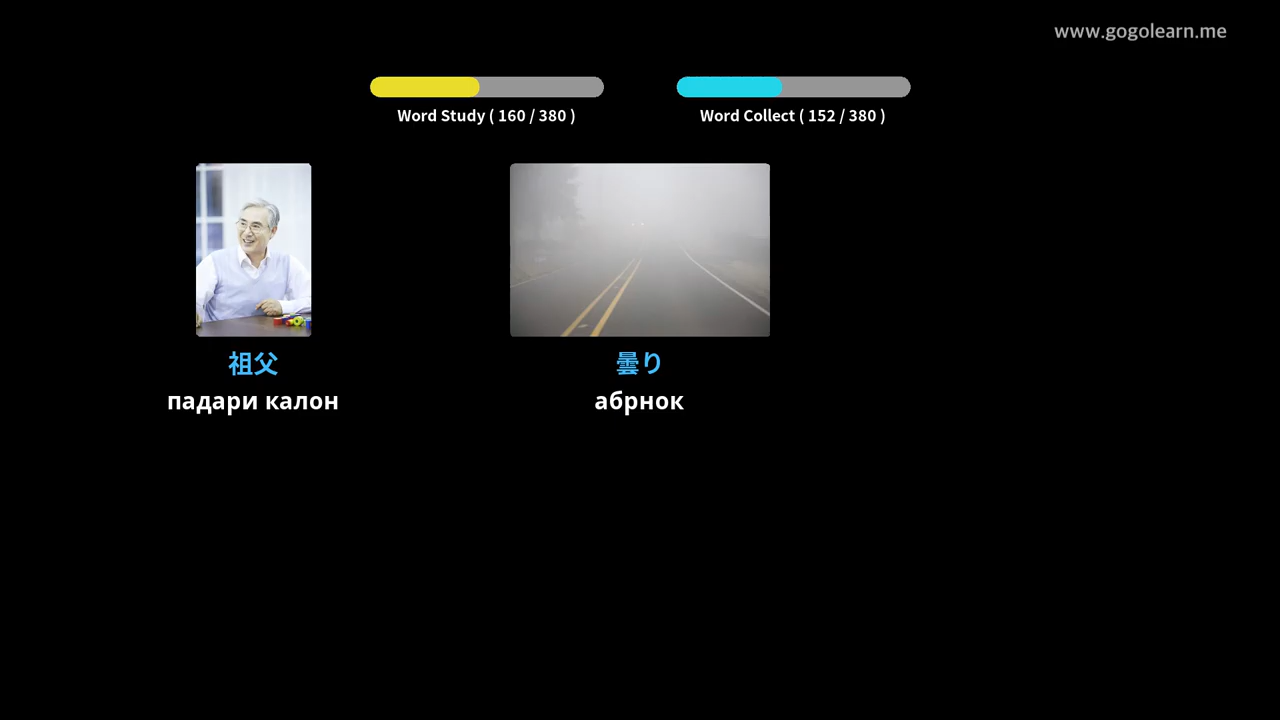 www.gogolearn.me
Word Study ( 160 / 380 )
Word Collect ( 152 / 380 )
祖父
падари калон
曇り
абрнок